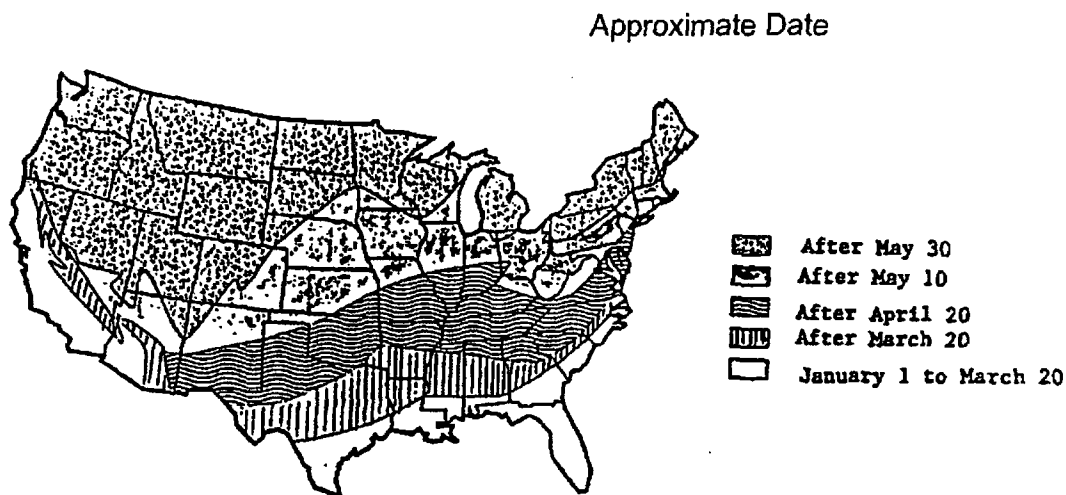 Approximate Date
After May 30
After May 10
After April 20
After March 20
January 1 to March 20